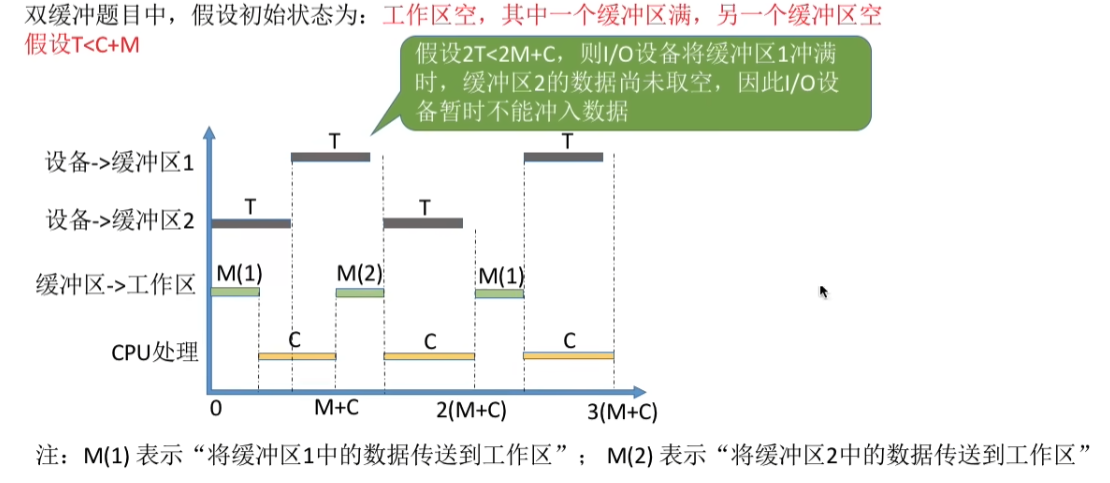 双缓冲题目中，假设初始状态为：工作区空，其中一个缓冲区满，另一个缓冲区空
假设T<C+M
假设2T<2M+C，则I/O设备将缓冲区1冲满
时，缓冲区2的数据尚未取空，因此I/O设
备暂时不能冲入数据
设备->缓冲区1
T
T
设备->缓冲区2
T
T
缓冲区->工作区
M(1)
M(2)
M(1)
CPU处理
C
C
C
0
M+C
2(M+C)
3(M+C)
注：M(1) 表示“将缓冲区1中的数据传送到工作区”； M(2) 表示“将缓冲区2中的数据传送到工作区”